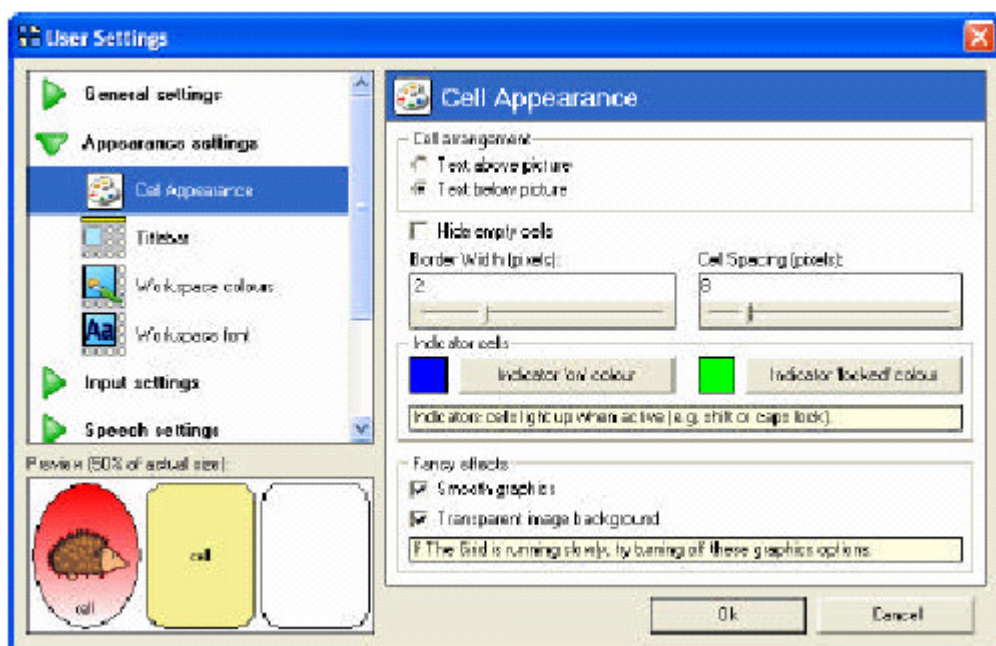 User Settings
General settings
Appearance settings
Cell Appearance
Titlebar
Workspace colours
Workspace font
Input settings
Speech settings
Preview (50% of actual size):
cell
cell
Cell Appearance
Cell arrangement
Text above picture
Text below picture
Hide empty cells
Border Width (pixels):
Cell Spacing (pixels):
2
8
Indicator cells
Indicator 'on' colour
Indicator 'locked' colour
Indicators cells light up when active (e.g. shift or caps lock).
Fancy effects
Smooth graphics
Transparent image background
If The Grid is running slowly, try turning off these graphics options.
Ok
Cancel